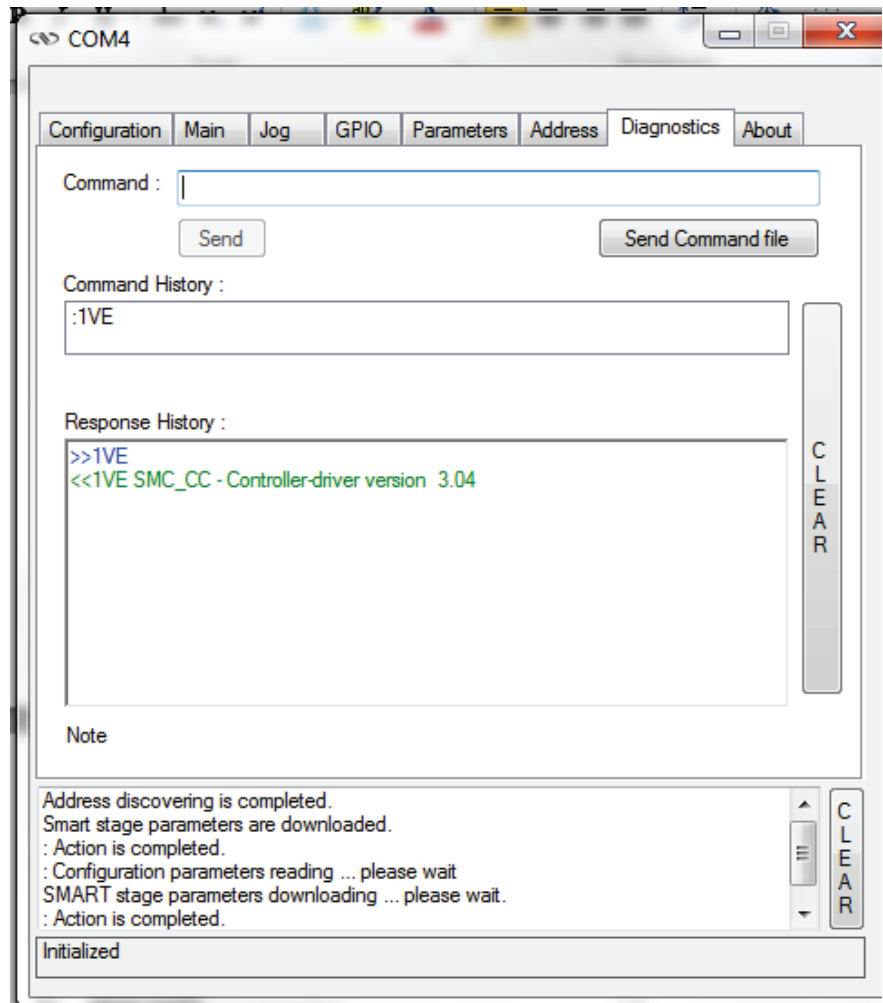 COM4
X
Configuration Main Jog GPIO Parameters Address Diagnostics About
Command :
Send Send Command file
Command History :
:1VE
Response History :
>>1VE
<<1VE SMC_CC - Controller-driver version 3.04
CLEAR
Note
Address discovering is completed.
Smart stage parameters are downloaded.
: Action is completed.
: Configuration parameters reading ... please wait
SMART stage parameters downloading ... please wait.
: Action is completed.
CLEAR
Initialized